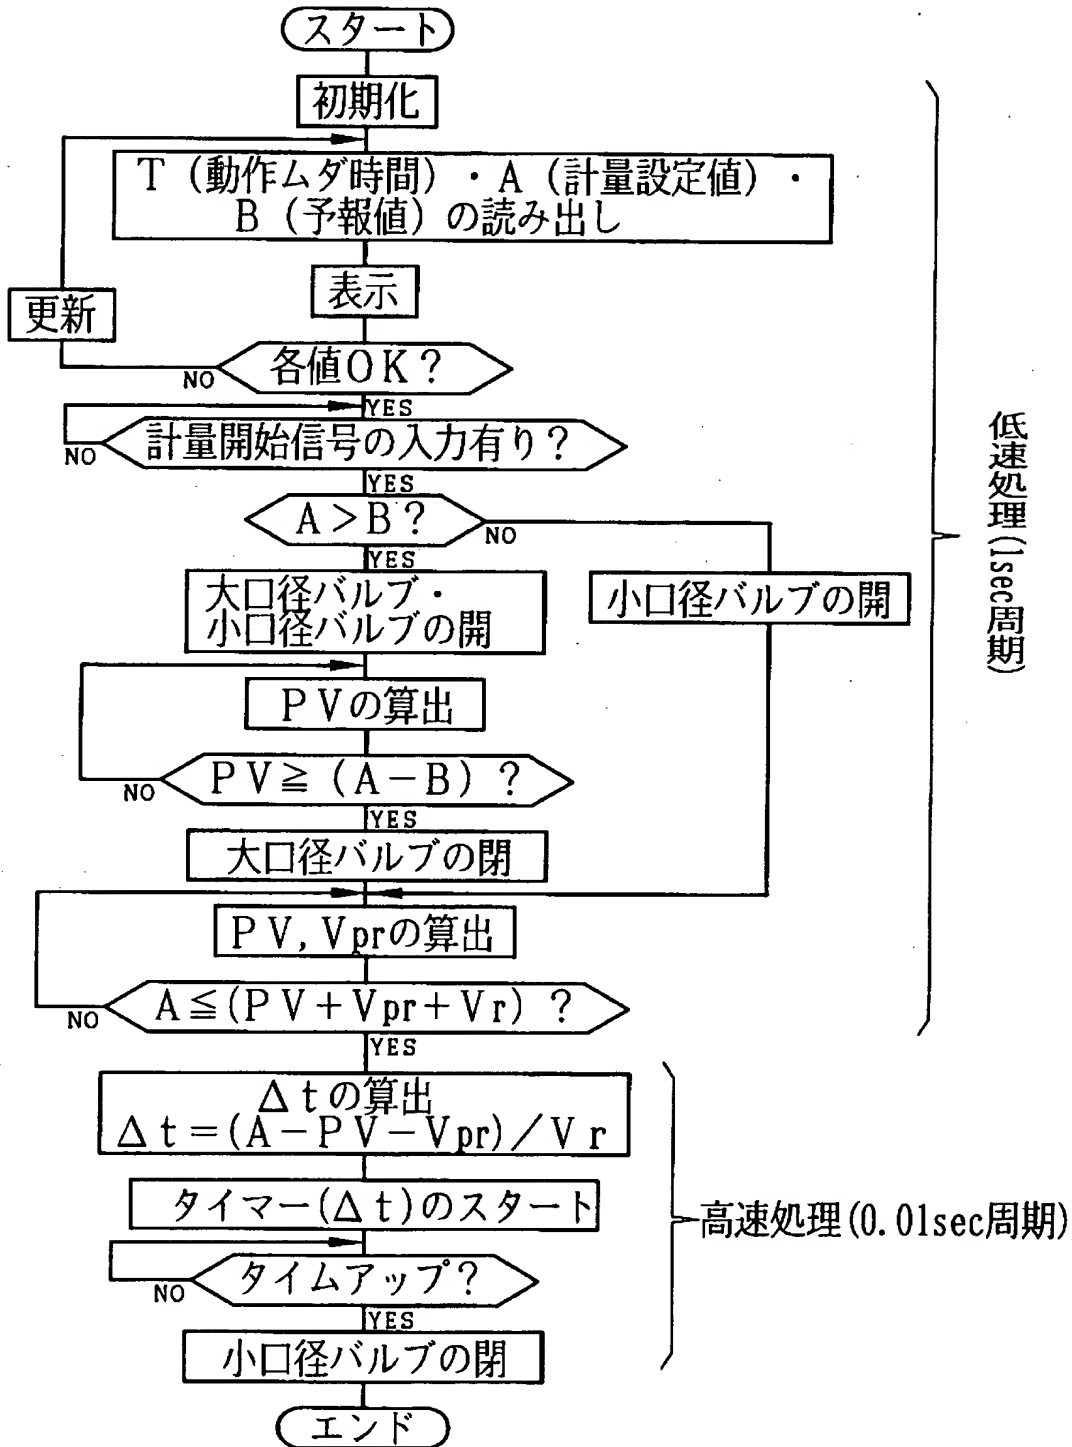 スタート
初期化
T (動作ムダ時間)・A (計量設定値)・
B (予報値) の読み出し
表示
更新
各値OK?
NO
YES
計量開始信号の入力有り?
NO
YES
A>B?
NO
YES
大口径バルブ・
小口径バルブの開
小口径バルブの開
PVの算出
PV≧(A-B)?
NO
YES
大口径バルブの閉
PV,Vprの算出
A≦(PV+Vpr+Vr)?
NO
YES
低速処理(1sec周期)
Δtの算出
Δt=(A-PV-Vpr)/Vr
タイマー(Δt)のスタート
高速処理(0.01sec周期)
タイムアップ?
NO
YES
小口径バルブの閉
エンド